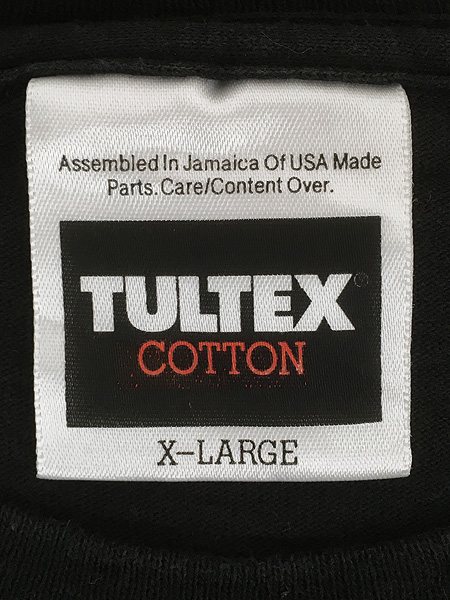 Assembled In Jamaica Of USA Made
Parts. Care/Content Over.
TULTEX®
COTTON
X-LARGE